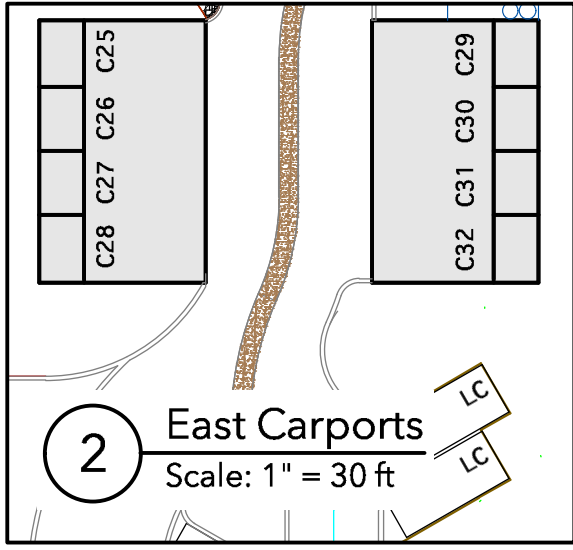 C25
C26
C27
C28
C29
C30
C31
C32
LC
LC
2
East Carports
Scale: 1" = 30 ft